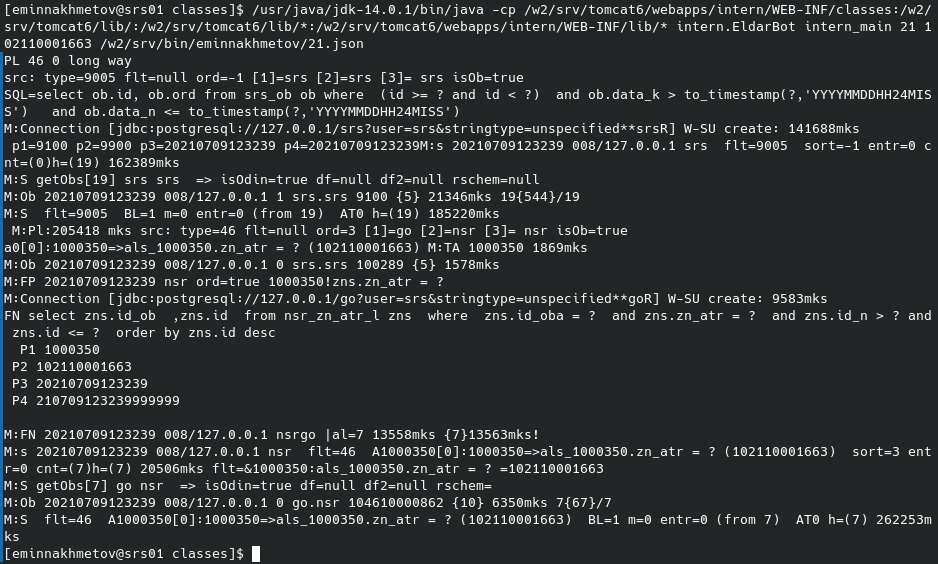 [eminnakhmetov@srs01 classes]$ /usr/java/jdk-14.0.1/bin/java -cp /w2/srv/tomcat6/webapps/intern/WEB-INF/classes:/w2/
srv/tomcat6/lib/:/w2/srv/tomcat6/lib/*:/w2/srv/tomcat6/webapps/intern/WEB-INF/lib/* intern.EldarBot intern_main 21 1
02110001663 /w2/srv/bin/eminnakhmetov/21.json
PL 46 0 long way
src: type=9005 flt=null ord=-1 [1]=srs [2]=srs [3]= srs isOb=true
SQL=select ob.id, ob.ord from srs_ob ob where  (id >= ? and id < ?)  and ob.data_k > to_timestamp(?,'YYYYMMDDHH24MIS
S')   and ob.data_n <= to_timestamp(?,'YYYYMMDDHH24MISS')
M:Connection [jdbc:postgresql://127.0.0.1/srs?user=srs&stringtype=unspecified**srsR] W-SU create: 141688mks
 p1=9100 p2=9900 p3=20210709123239 p4=20210709123239M:s 20210709123239 008/127.0.0.1 srs  flt=9005  sort=-1 entr=0 c
nt=(0)h=(19) 162389mks
M:S getObs[19] srs srs  => isOdin=true df=null df2=null rschem=null
M:Ob 20210709123239 008/127.0.0.1 1 srs.srs 9100 {5} 21346mks 19{544}/19
M:S  flt=9005  BL=1 m=0 entr=0 (from 19)  AT0 h=(19) 185220mks
 M:Pl:205418 mks src: type=46 flt=null ord=3 [1]=go [2]=nsr [3]= nsr isOb=true
a0[0]:1000350=>als_1000350.zn_atr = ? (102110001663) M:TA 1000350 1869mks
M:Ob 20210709123239 008/127.0.0.1 0 srs.srs 100289 {5} 1578mks
M:FP 20210709123239 nsr ord=true 1000350!zns.zn_atr = ?
M:Connection [jdbc:postgresql://127.0.0.1/go?user=srs&stringtype=unspecified**goR] W-SU create: 9583mks
FN select zns.id_ob  ,zns.id  from nsr_zn_atr_l zns  where  zns.id_oba = ?  and zns.zn_atr = ?  and zns.id_n > ? and
 zns.id <= ?  order by zns.id desc
  P1 1000350
 P2 102110001663
 P3 20210709123239
 P4 210709123239999999
M:FN 20210709123239 008/127.0.0.1 nsrgo |al=7 13558mks {7}13563mks!
M:s 20210709123239 008/127.0.0.1 nsr  flt=46  A1000350[0]:1000350=>als_1000350.zn_atr = ? (102110001663)  sort=3 ent
r=0 cnt=(7)h=(7) 20506mks flt=&1000350:als_1000350.zn_atr = ? =102110001663
M:S getObs[7] go nsr  => isOdin=true df=null df2=null rschem=
M:Ob 20210709123239 008/127.0.0.1 0 go.nsr 104610000862 {10} 6350mks 7{67}/7
M:S  flt=46  A1000350[0]:1000350=>als_1000350.zn_atr = ? (102110001663)  BL=1 m=0 entr=0 (from 7)  AT0 h=(7) 262253m
ks
[eminnakhmetov@srs01 classes]$